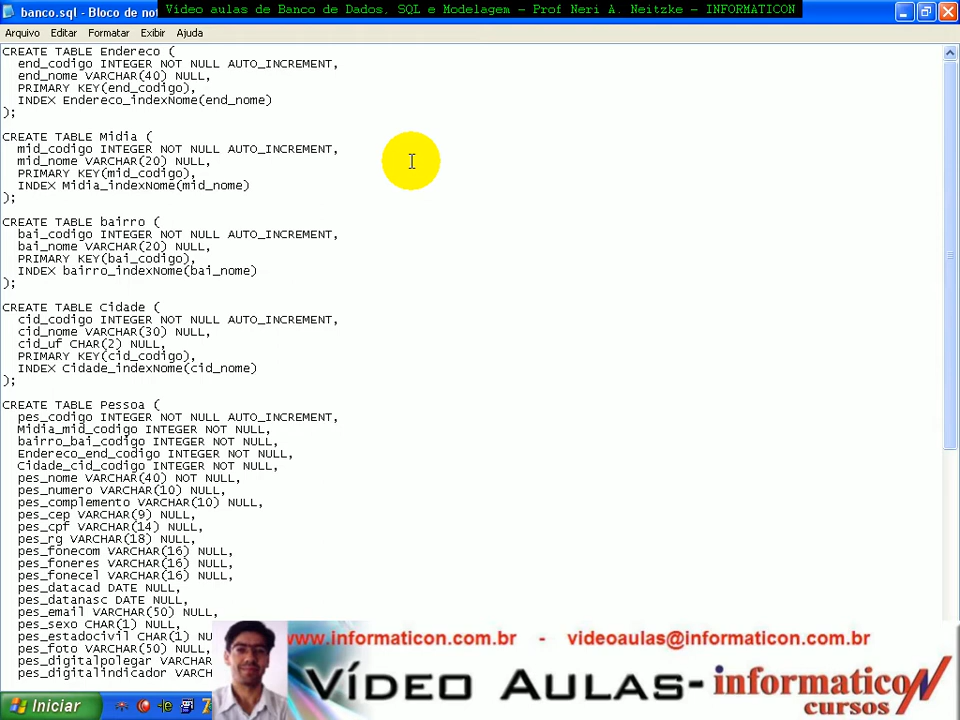 banco.sql - Bloco de not
Vídeo aulas de Banco de Dados, SQL e Modelagem – Prof Neri A. Neitzke – INFORMATICON
Arquivo Editar Formatar Exibir Ajuda
CREATE TABLE Endereco (
end_codigo INTEGER NOT NULL AUTO_INCREMENT,
end_nome VARCHAR(40) NULL,
PRIMARY KEY(end_codigo),
INDEX Endereco_indexNome(end_nome)
);
CREATE TABLE Midia (
mid_codigo INTEGER NOT NULL AUTO_INCREMENT,
mid_nome VARCHAR(20) NULL,
PRIMARY KEY(mid_codigo),
INDEX Midia_indexNome(mid_nome)
);
CREATE TABLE bairro (
bai_codigo INTEGER NOT NULL AUTO_INCREMENT,
bai_nome VARCHAR(20) NULL,
PRIMARY KEY(bai_codigo),
INDEX bairro_indexNome(bai_nome)
);
CREATE TABLE Cidade (
cid_codigo INTEGER NOT NULL AUTO_INCREMENT,
cid_nome VARCHAR(30) NULL,
cid_uf CHAR(2) NULL,
PRIMARY KEY(cid_codigo),
INDEX Cidade_indexNome(cid_nome)
);
CREATE TABLE Pessoa (
pes_codigo INTEGER NOT NULL AUTO_INCREMENT,
Midia_mid_codigo INTEGER NOT NULL,
bairro_bai_codigo INTEGER NOT NULL,
Endereco_end_codigo INTEGER NOT NULL,
Cidade_cid_codigo INTEGER NOT NULL,
pes_nome VARCHAR(40) NOT NULL,
pes_numero VARCHAR(10) NULL,
pes_complemento VARCHAR(10) NULL,
pes_cep VARCHAR(9) NULL,
pes_cpf VARCHAR(14) NULL,
pes_rg VARCHAR(18) NULL,
pes_fonecom VARCHAR(16) NULL,
pes_foneres VARCHAR(16) NULL,
pes_fonecel VARCHAR(16) NULL,
pes_datacad DATE NULL,
pes_datanasc DATE NULL,
pes_email VARCHAR(50) NULL,
pes_sexo CHAR(1) NULL,
pes_estadocivil CHAR(1) NU
pes_foto VARCHAR(50) NULL,
pes_digitalpolegar VARCHAR
pes_digitalindicador VARCH
www.informaticon.com.br - videoaulas@informaticon.com.br
VÍDEO AULAS- informaticon
cursos
Iniciar